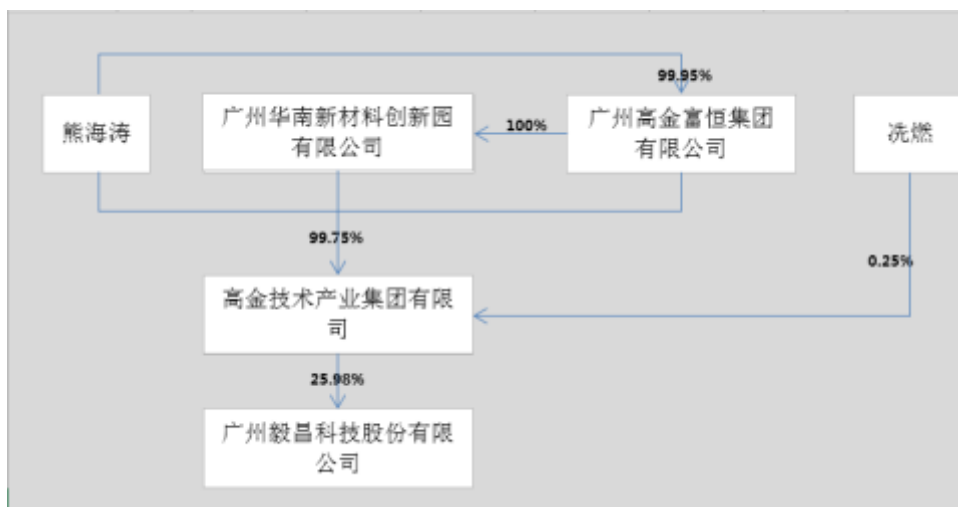 99.95%
熊海涛
广州华南新材料创新园
有限公司
100%
广州高金富恒集团
有限公司
冼燃
99.75%
0.25%
高金技术产业集团有限
司
25.98%
广州毅昌科技股份有限
公司